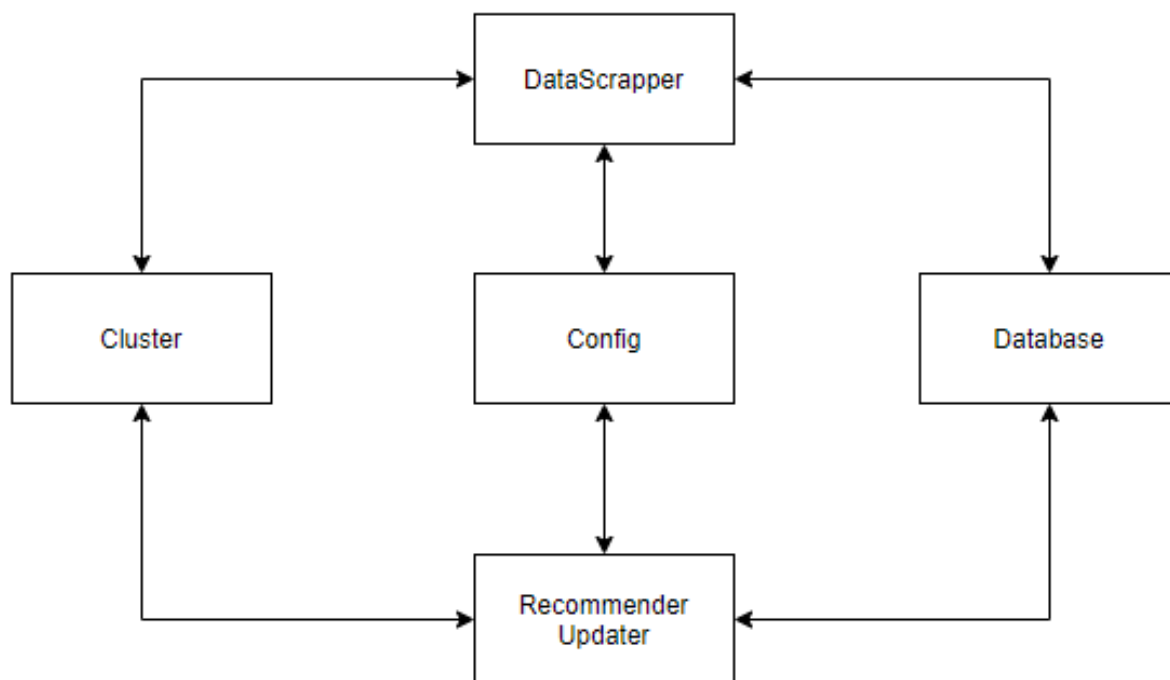 DataScrapper
Cluster
Config
Database
Recommender
Updater